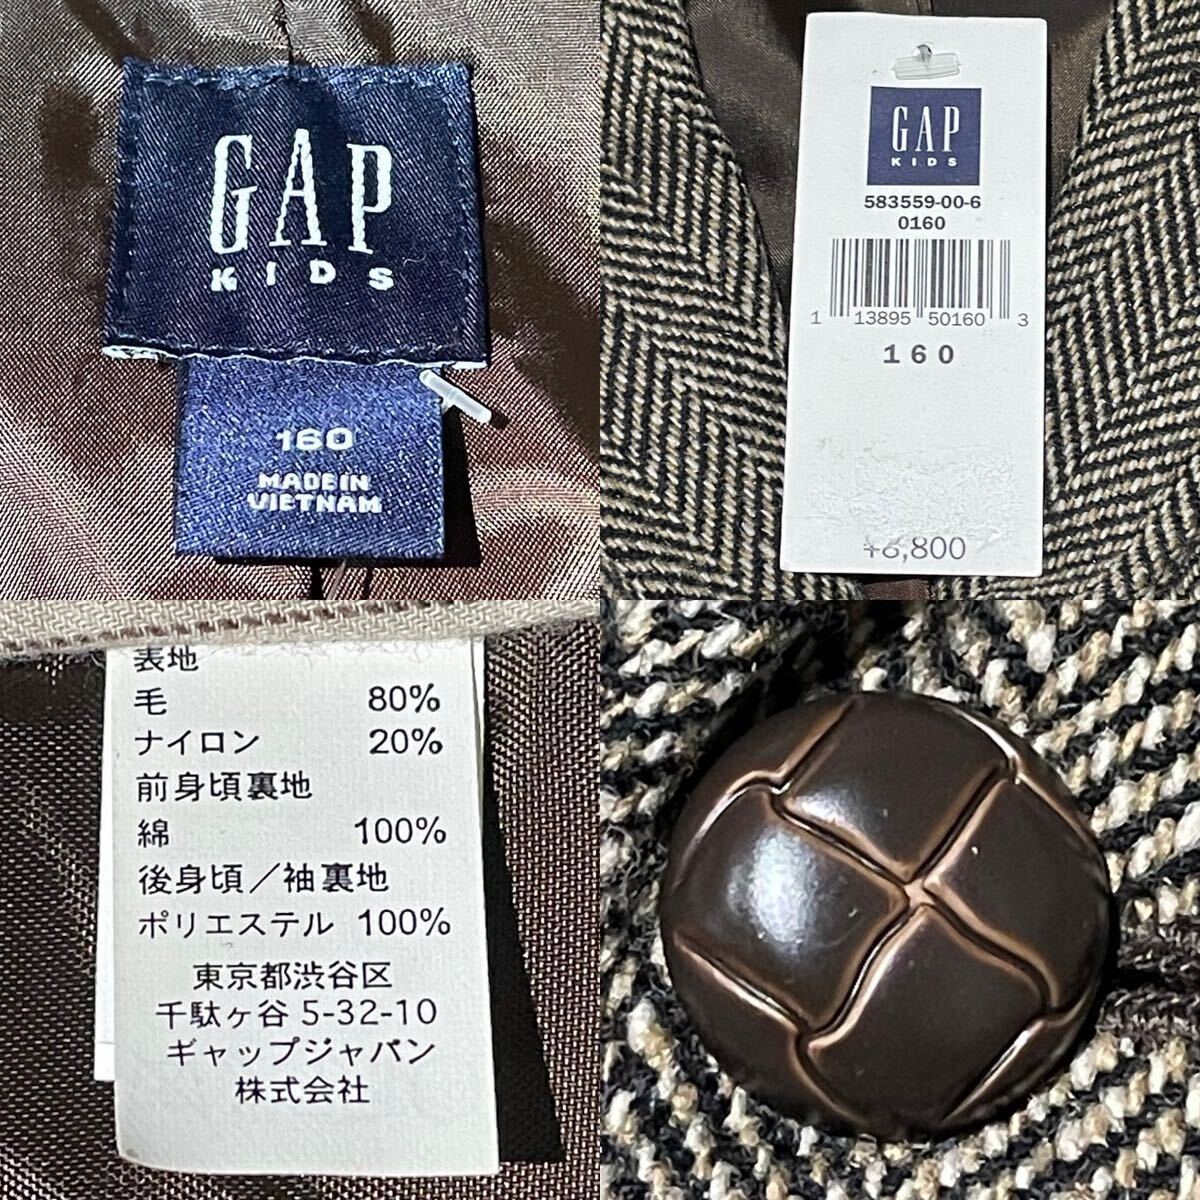 GAP
KIDS
160
MADE IN
VIETNAM
GAP
KIDS
583559-00-6
0160
1 13895 50160 3
160
,800
表地
毛 80%
ナイロン 20%
前身頃裏地
綿 100%
後身頃／袖裏地
ポリエステル 100%
東京都渋谷区
千駄ヶ谷 5-32-10
ギャップジャパン
株式会社